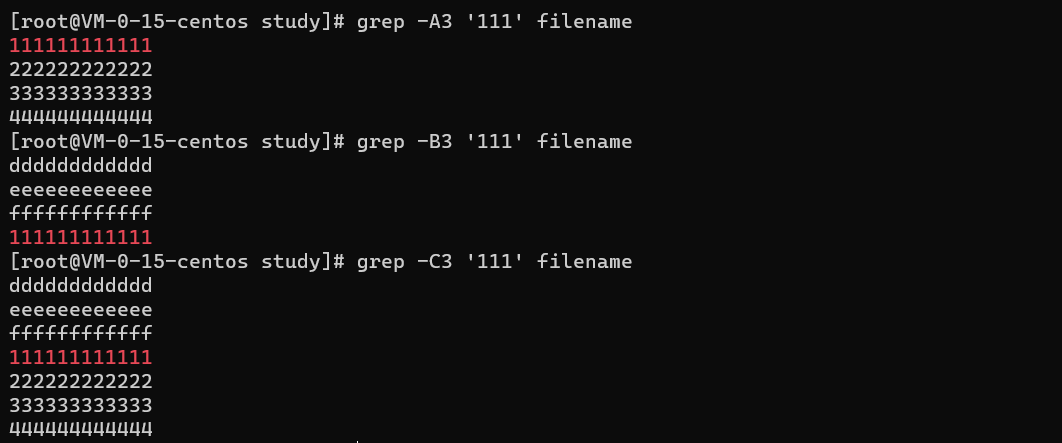 [root@VM-0-15-centos study]# grep -A3 '111' filename
111111111111
222222222222
333333333333
444444444444
[root@VM-0-15-centos study]# grep -B3 '111' filename
dddddddddddd
eeeeeeeeeeee
ffffffffffff
111111111111
[root@VM-0-15-centos study]# grep -C3 '111' filename
dddddddddddd
eeeeeeeeeeee
ffffffffffff
111111111111
222222222222
333333333333
444444444444